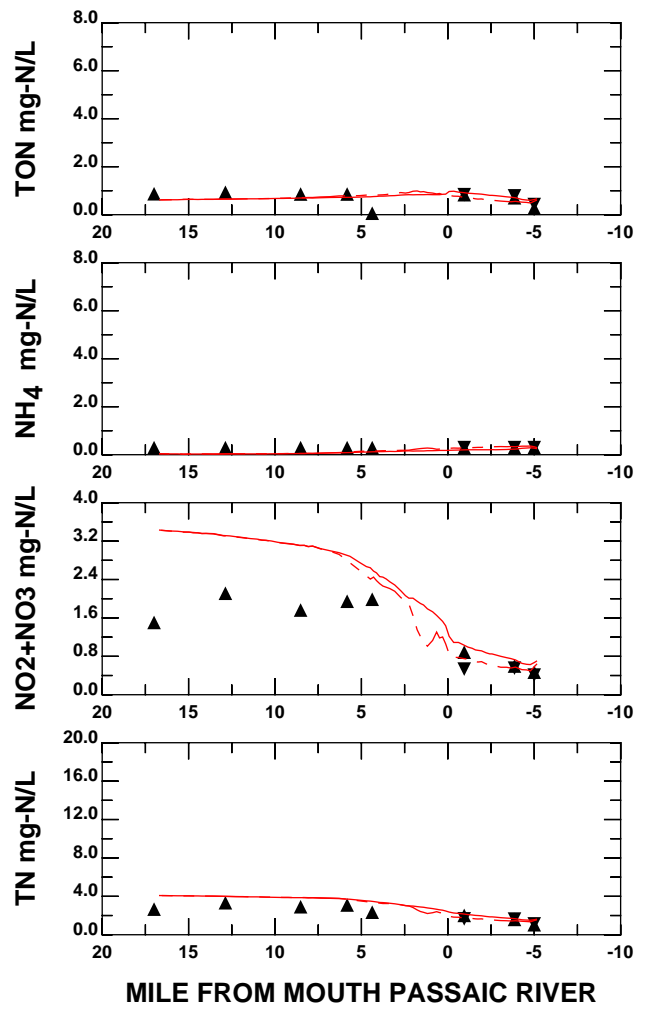 TON mg-N/L
8.0
6.0
4.0
2.0
0.0
20 15 10 5 0 -5 -10
NH4 mg-N/L
8.0
6.0
4.0
2.0
0.0
20 15 10 5 0 -5 -10
NO2+NO3 mg-N/L
4.0
3.2
2.4
1.6
0.8
0.0
20 15 10 5 0 -5 -10
TN mg-N/L
20.0
16.0
12.0
8.0
4.0
0.0
20 15 10 5 0 -5 -10
MILE FROM MOUTH PASSAIC RIVER